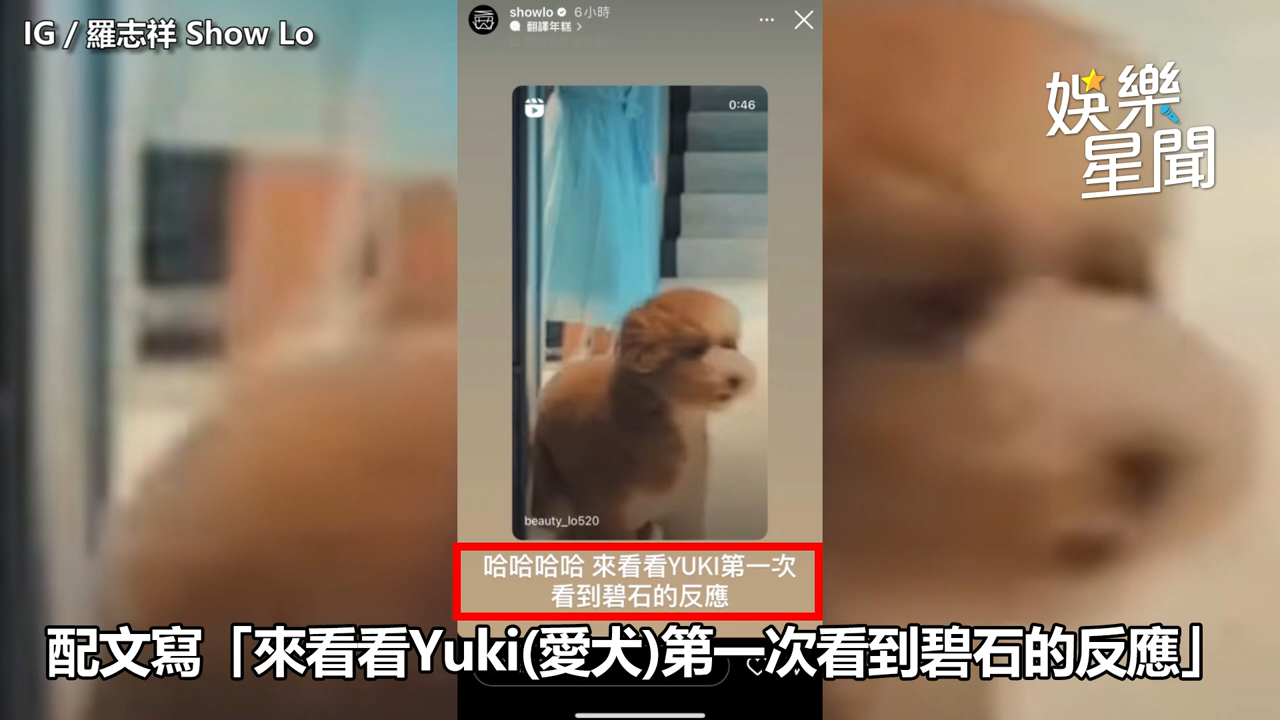 IG / 羅志祥 Show Lo
showlo 6小時
翻譯年糕 >
娛樂
星聞
0:46
beauty_lo520
哈哈哈哈 來看看YUKI第一次
看到碧石的反應
配文寫「來看看Yuki(愛犬)第一次看到碧石的反應」